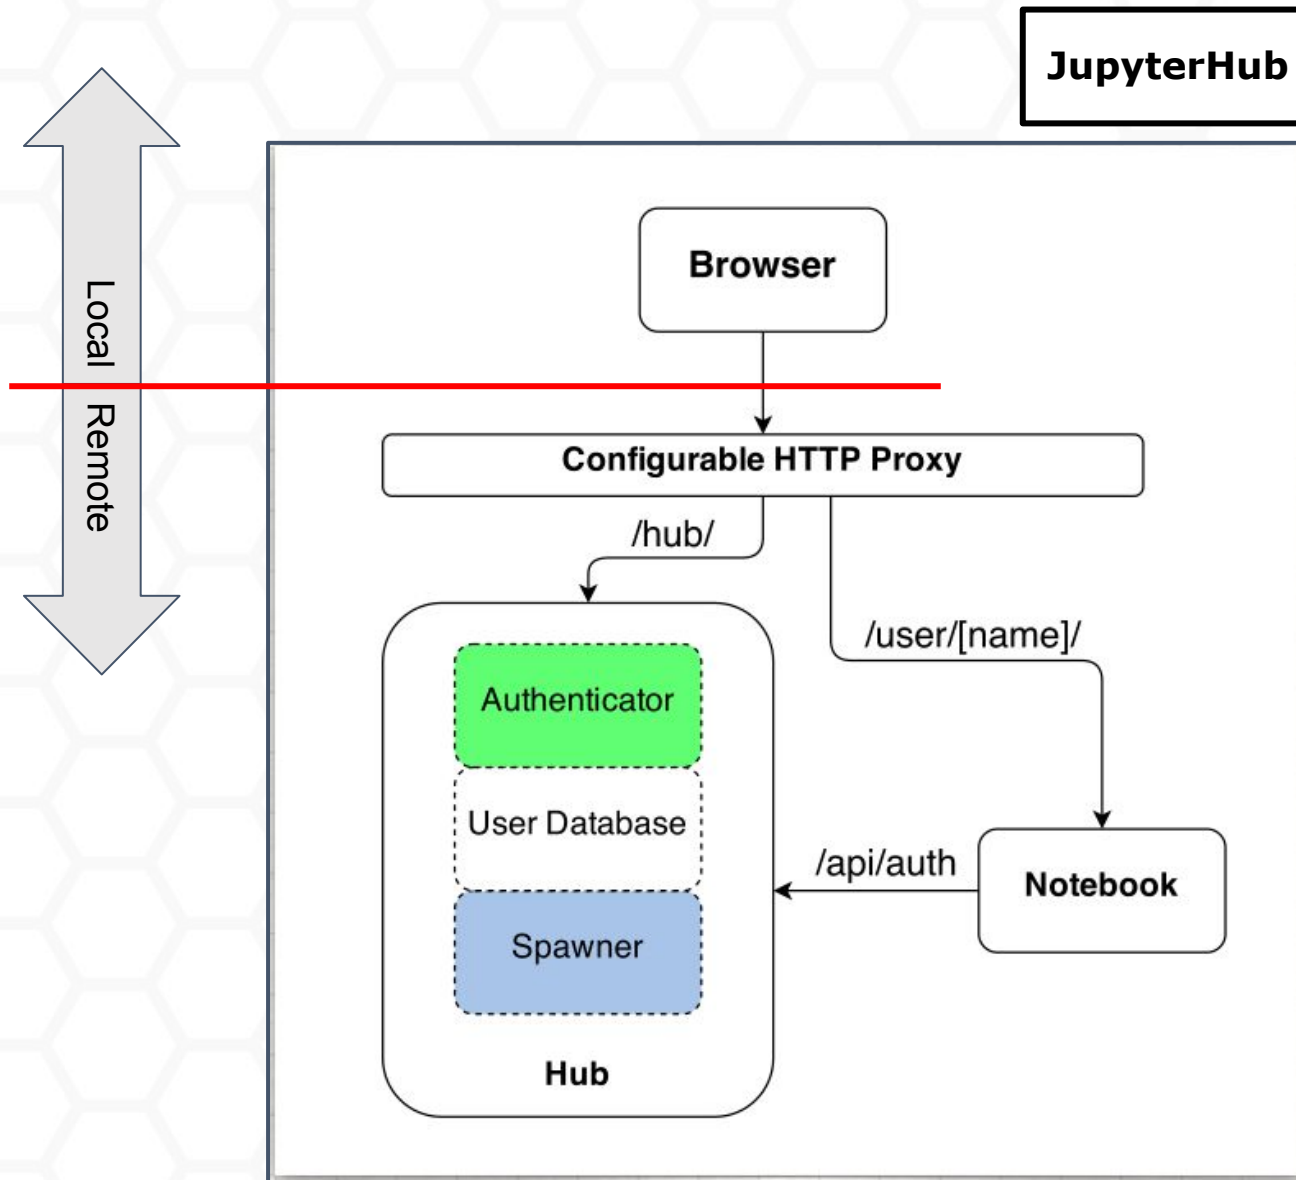 JupyterHub
Browser
Local Remote
Configurable HTTP Proxy
/hub/
/user/[name]/
Authenticator
User Database
/api/auth
Notebook
Spawner
Hub